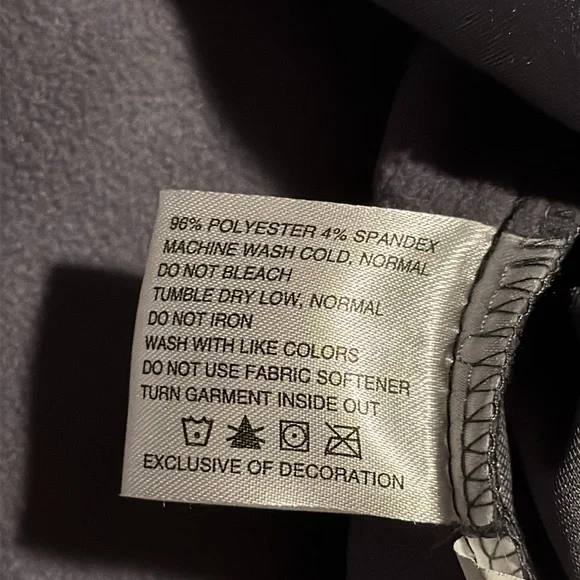 96% POLYESTER 4% SPANDEX
MACHINE WASH COLD, NORMAL
DO NOT BLEACH
TUMBLE DRY LOW, NORMAL
DO NOT IRON
WASH WITH LIKE COLORS
DO NOT USE FABRIC SOFTENER
TURN GARMENT INSIDE OUT
EXCLUSIVE OF DECORATION